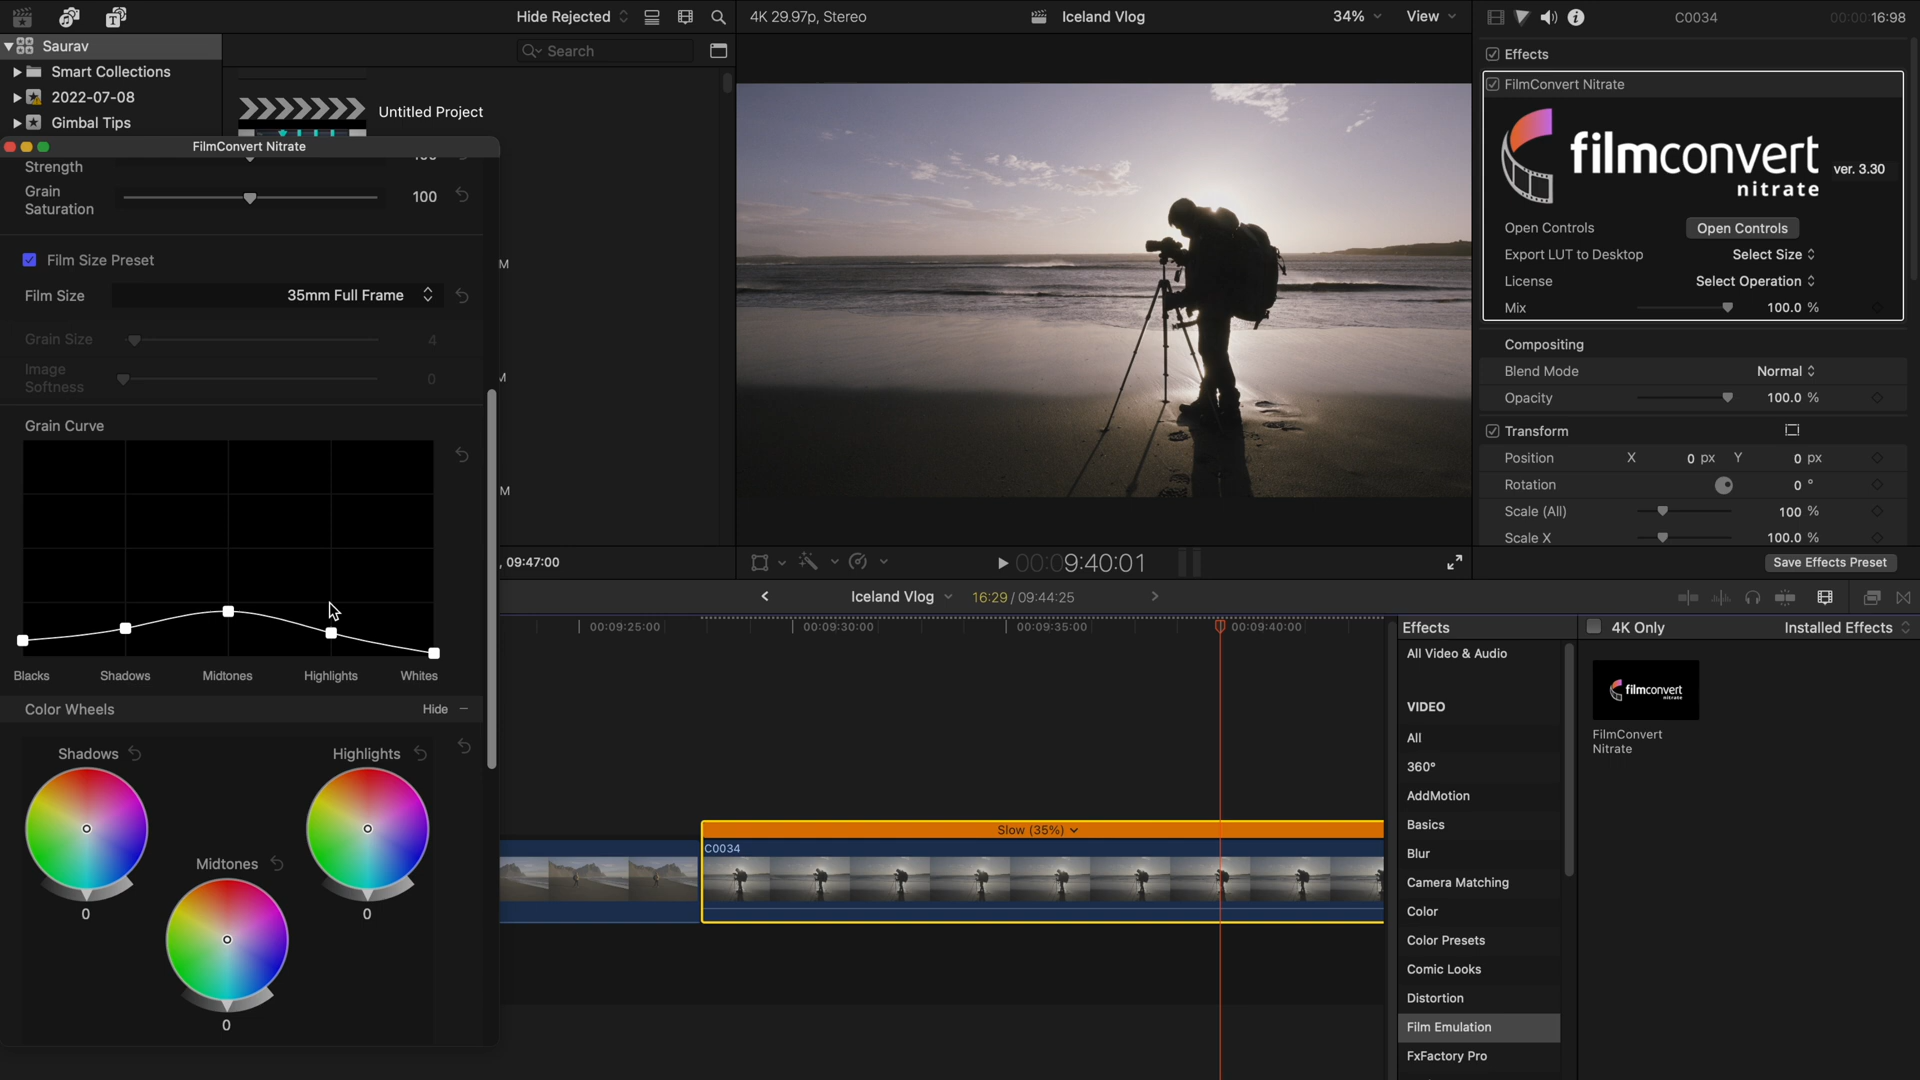 Hide Rejected
4K 29.97p, Stereo
Iceland Vlog
34%
View
C0034
00:00:16:98
Saurav
Search
Effects
Smart Collections
FilmConvert Nitrate
2022-07-08
Untitled Project
Gimbal Tips
FilmConvert Nitrate
filmconvert
nitrate
ver. 3.30
Strength
Grain
Saturation
100
Open Controls
Open Controls
Film Size Preset
M
Export LUT to Desktop
Select Size
License
Select Operation
Film Size
35mm Full Frame
Mix
100.0 %
Grain Size
4
Compositing
Image
Softness
0
M
Blend Mode
Normal
Opacity
100.0 %
Grain Curve
Transform
Position
X
0 px
Y
0 px
M
Rotation
0 °
Scale (All)
100 %
Scale X
100.0 %
, 09:47:00
00:09:40:01
Save Effects Preset
Iceland Vlog
16:29 / 09:44:25
00:09:25:00
00:09:30:00
00:09:35:00
00:09:40:00
Effects
4K Only
Installed Effects
All Video & Audio
Blacks
Shadows
Midtones
Highlights
Whites
filmconvert
nitrate
Color Wheels
Hide
VIDEO
FilmConvert
Nitrate
All
Shadows
Highlights
360°
AddMotion
Basics
Slow (35%)
C0034
Blur
Midtones
Camera Matching
0
0
Color
Color Presets
Comic Looks
Distortion
0
Film Emulation
FxFactory Pro